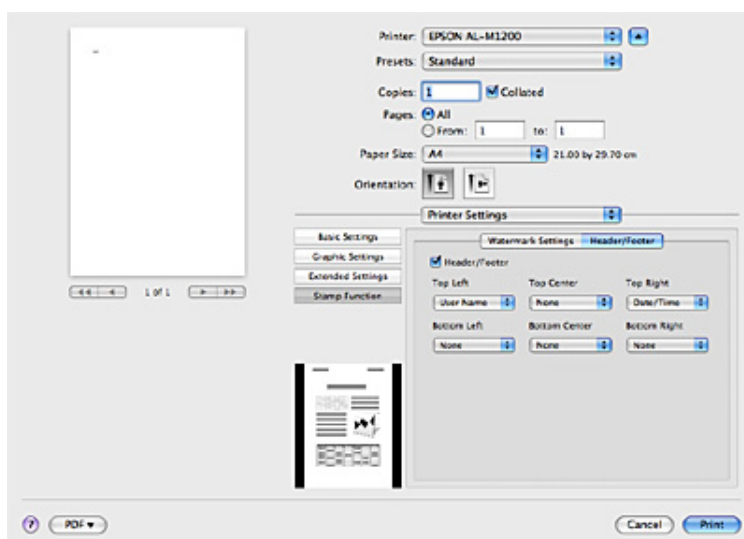 Printer: EPSON AL-M1200
Presets: Standard
Copies: 1 Collated
Pages: All
From: 1 to: 1
Paper Size: A4 21.00 by 29.70 cm
Orientation:
Printer Settings
Basic Settings
Graphic Settings
Extended Settings
Stamp Function
Watermark Settings Header/Footer
Header/Footer
Top Left Top Center Top Right
User Name None Date/Time
Bottom Left Bottom Center Bottom Right
None None None
1 of 1
? PDF Cancel Print